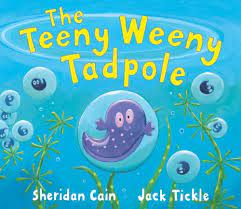 The
Teeny Weeny
Tadpole
Sheridan Cain Jack Tickle